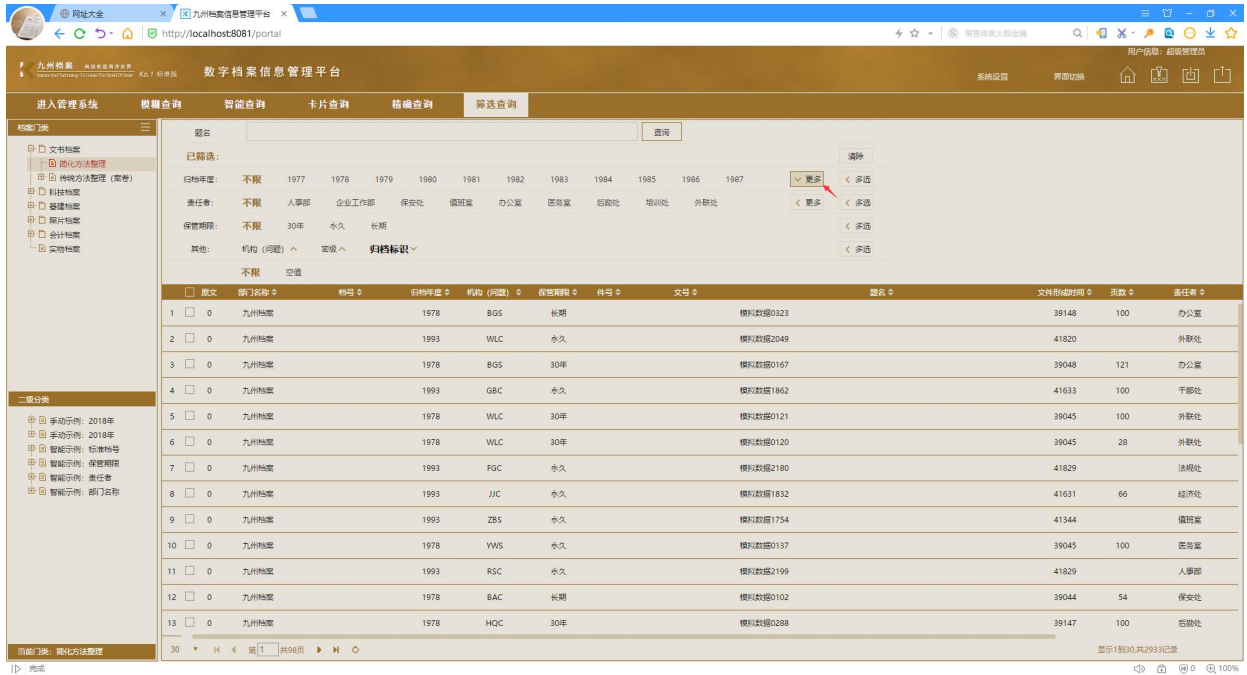 网址大全 × 九州档案信息管理平台 ×
http://localhost:8081/portal
用户信息: 超级管理员
九州档案 K6.1 标准版 数字档案信息管理平台 系统设置 界面切换
进入管理系统 模糊查询 智能查询 卡片查询 精确查询 筛选查询
档案门类
文书档案
简化方法整理
传统方法整理（案卷）
科技档案
基建档案
照片档案
会计档案
实物档案
二级分类
手动示例: 2018年
手动示例: 2018年
智能示例: 标准档号
智能示例: 保管期限
智能示例: 责任者
智能示例: 部门名称
当前门类: 简化方法整理
题名 查询
已筛选: 清除
归档年度: 不限 1977 1978 1979 1980 1981 1982 1983 1984 1985 1986 1987 更多 多选
责任者: 不限 人事部 企业工作部 保安处 值班室 办公室 医务室 后勤处 培训处 外联处 更多 多选
保管期限: 不限 30年 永久 长期 多选
其他: 机构（问题） 密级 归档标识 多选
不限 空值
原文 部门名称 档号 归档年度 机构（问题） 保管期限 件号 文号 题名 文件形成时间 页数 责任者
1 0 九州档案 1978 BGS 长期 模拟数据0323 39148 100 办公室
2 0 九州档案 1993 WLC 永久 模拟数据2049 41820 外联处
3 0 九州档案 1978 BGS 30年 模拟数据0167 39048 121 办公室
4 0 九州档案 1993 GBC 永久 模拟数据1862 41633 100 干部处
5 0 九州档案 1978 WLC 30年 模拟数据0121 39045 100 外联处
6 0 九州档案 1978 WLC 30年 模拟数据0120 39045 28 外联处
7 0 九州档案 1993 FGC 永久 模拟数据2180 41829 法规处
8 0 九州档案 1993 JJC 永久 模拟数据1832 41631 66 经济处
9 0 九州档案 1993 ZBS 永久 模拟数据1754 41344 值班室
10 0 九州档案 1978 YWS 永久 模拟数据0137 39045 100 医务室
11 0 九州档案 1993 RSC 永久 模拟数据2199 41829 人事部
12 0 九州档案 1978 BAC 长期 模拟数据0102 39044 54 保安处
13 0 九州档案 1978 HQC 30年 模拟数据0288 39147 100 后勤处
30 第 1 共98页 显示1到30,共2933记录
完成 0 100%